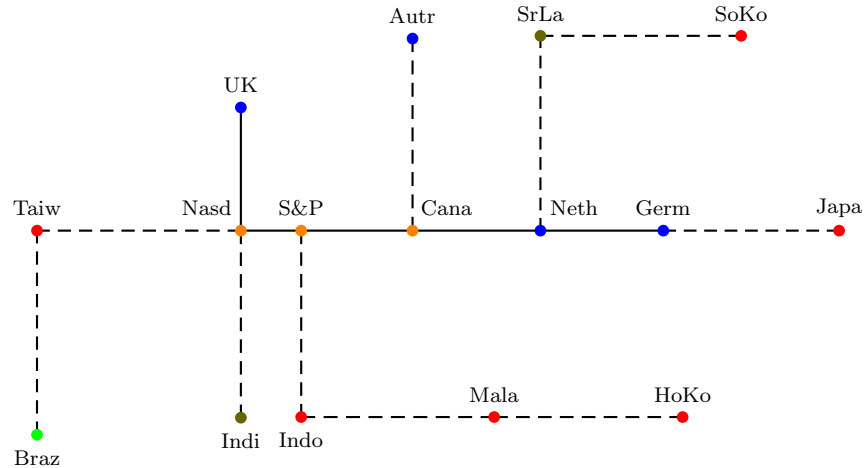 Autr
SrLa
SoKo
UK
Taiw
Nasd
S&P
Cana
Neth
Germ
Japa
Mala
HoKo
Indi
Indo
Braz